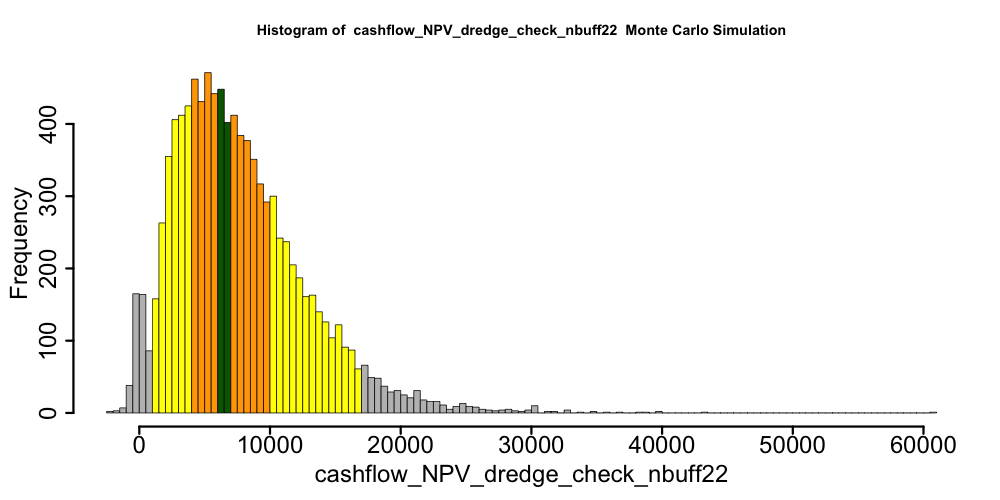 Histogram of  cashflow_NPV_dredge_check_nbuff22  Monte Carlo Simulation
Frequency
400
300
200
100
0
0 10000 20000 30000 40000 50000 60000
cashflow_NPV_dredge_check_nbuff22